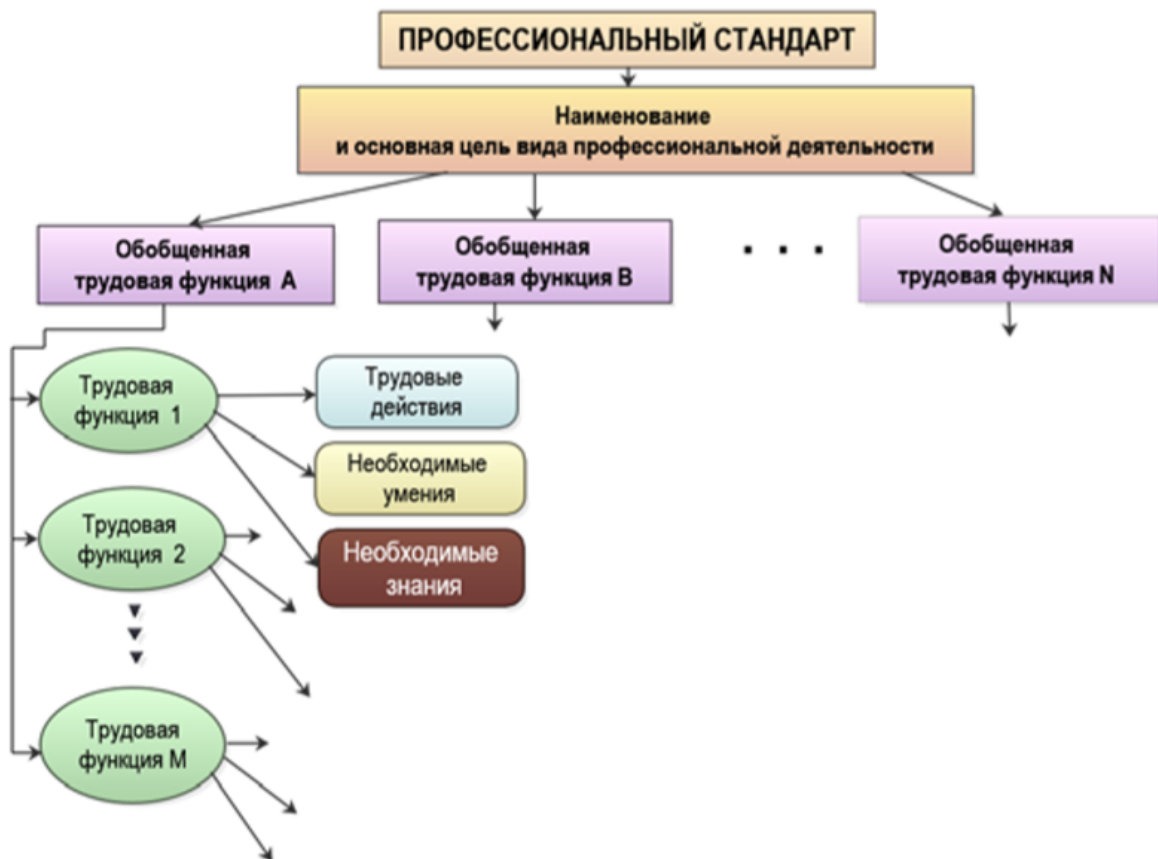 ПРОФЕССИОНАЛЬНЫЙ СТАНДАРТ
Наименование
и основная цель вида профессиональной деятельности
Обобщенная
трудовая функция А
Обобщенная
трудовая функция В
. . .
Обобщенная
трудовая функция N
Трудовая
функция 1
Трудовые
действия
Необходимые
умения
Трудовая
функция 2
Необходимые
знания
Трудовая
функция М